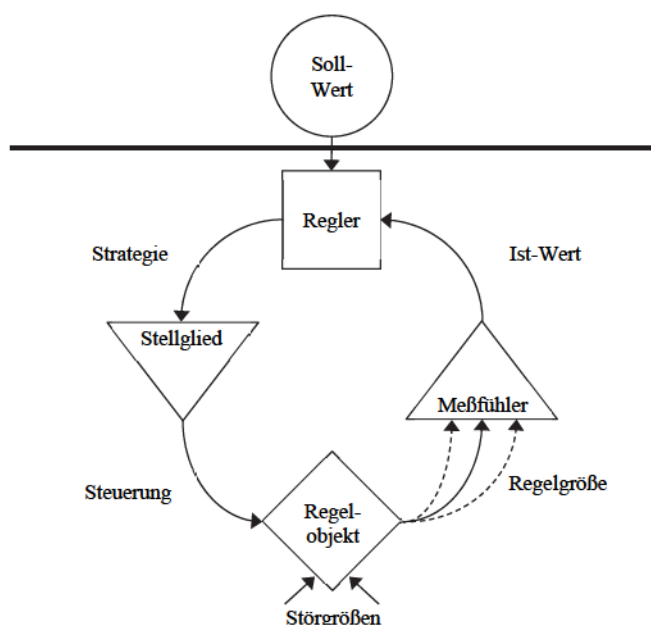 Soll-
Wert
Regler
Strategie
Ist-Wert
Stellglied
Meßfühler
Steuerung
Regelgröße
Regel-
objekt
Störgrößen